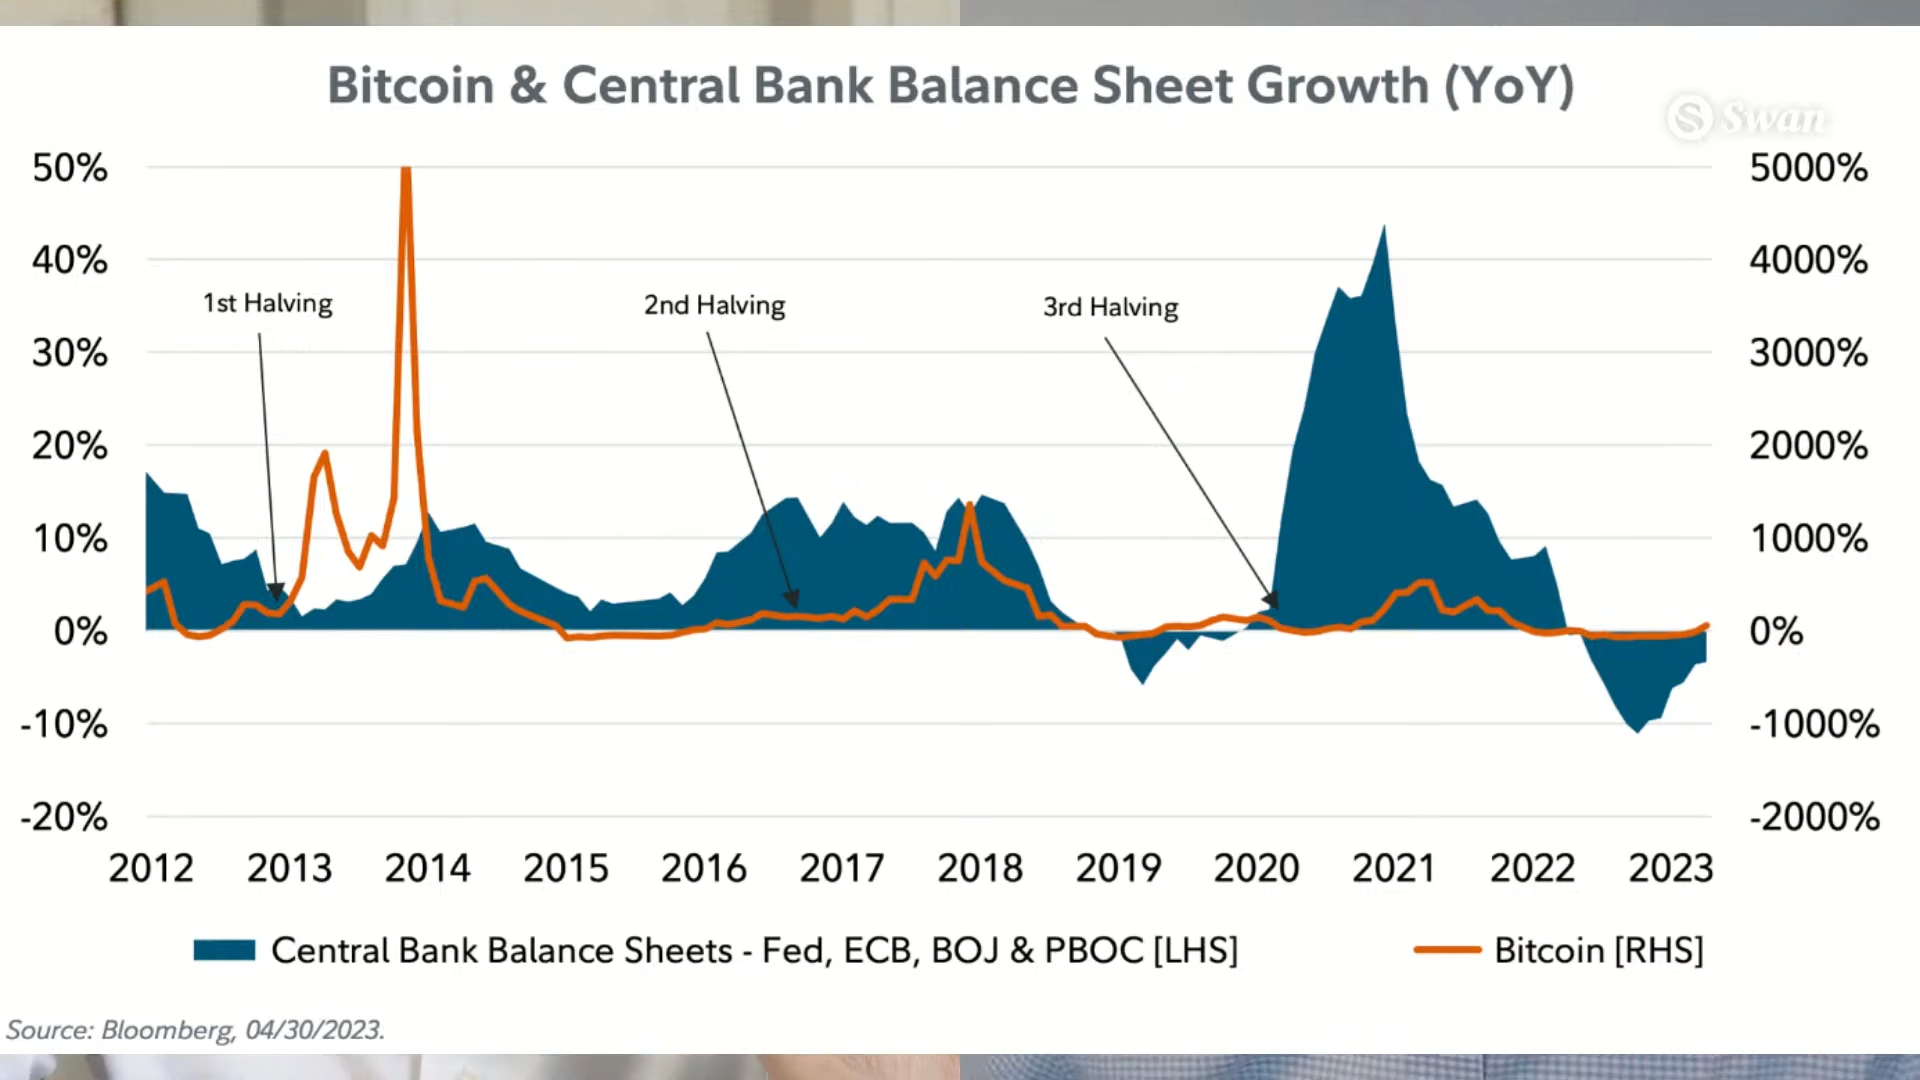 Bitcoin & Central Bank Balance Sheet Growth (YoY)
Swan
50%
5000%
40%
4000%
1st Halving
2nd Halving
3rd Halving
30%
3000%
20%
2000%
10%
1000%
0%
0%
-10%
-1000%
-20%
-2000%
2012 2013 2014 2015 2016 2017 2018 2019 2020 2021 2022 2023
Central Bank Balance Sheets - Fed, ECB, BOJ & PBOC [LHS]
Bitcoin [RHS]
Source: Bloomberg, 04/30/2023.